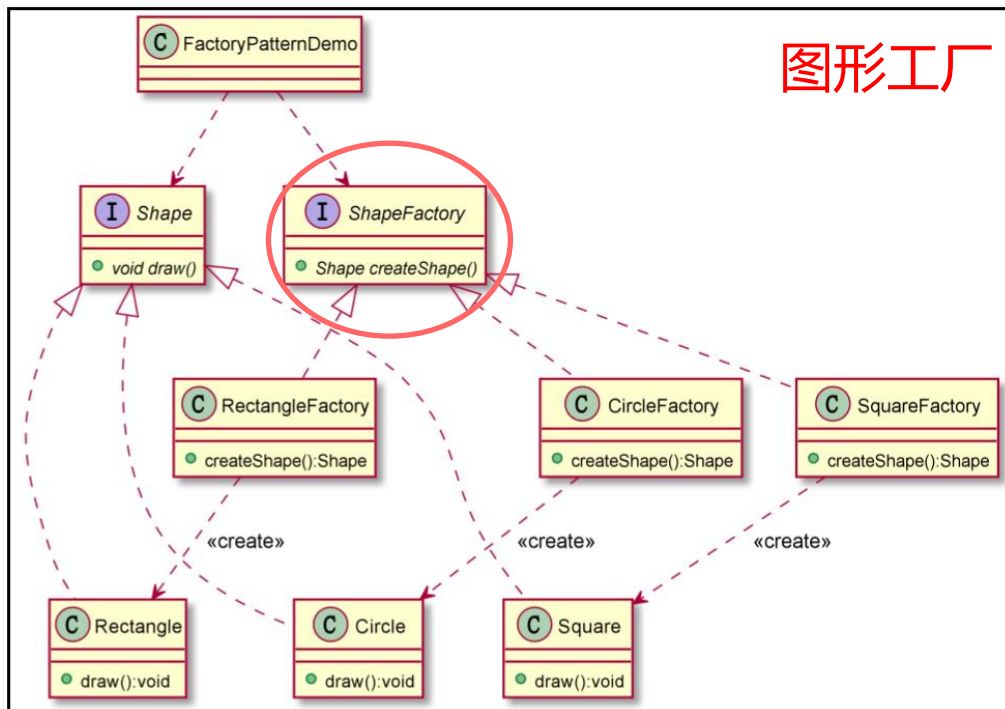 C FactoryPatternDemo
图形工厂
I Shape
void draw()
I ShapeFactory
Shape createShape()
C RectangleFactory
createShape():Shape
C CircleFactory
createShape():Shape
C SquareFactory
createShape():Shape
«create»
«create»
«create»
C Rectangle
draw():void
C Circle
draw():void
C Square
draw():void